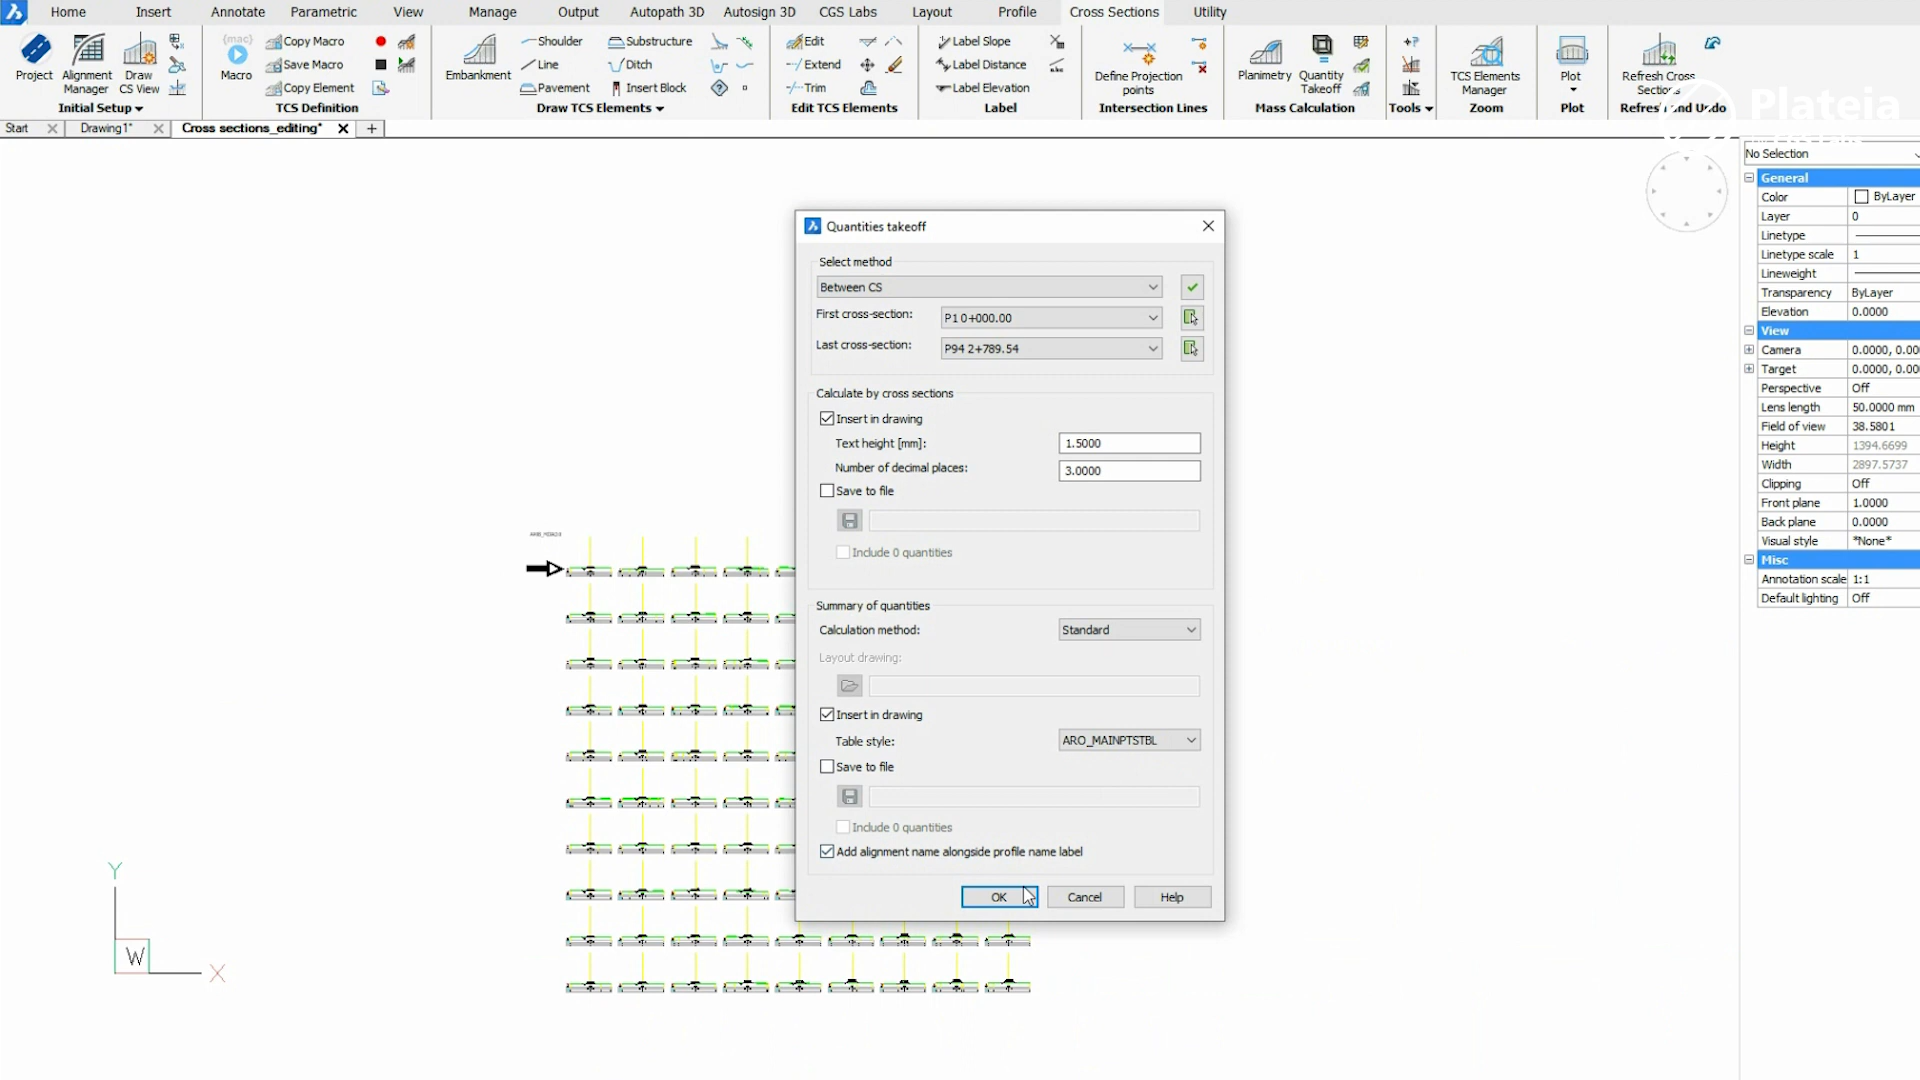 Home Insert Annotate Parametric View Manage Output Autopath 3D Autosign 3D CGS Labs Layout Profile Cross Sections Utility
{mac}
Shoulder Substructure
Copy Macro
Edit
Label Slope
Line Ditch
Save Macro
Extend
Label Distance
Project Alignment Manager Draw CS View
Macro
Embankment
Define Projection points
Planimetry Quantity Takeoff
TCS Elements Manager
Plot
Refresh Cross Sections
Copy Element
Pavement Insert Block
Trim
Label Elevation
Initial Setup TCS Definition Draw TCS Elements Edit TCS Elements Label Intersection Lines Mass Calculation Tools Zoom Plot Refresh and Undo
Plateia
Start Drawing1* Cross sections_editing*
No Selection
General
Color ByLayer
Layer 0
Linetype
Linetype scale 1
Lineweight
Transparency ByLayer
Elevation 0.0000
View
Camera 0.0000, 0.00
Target 0.0000, 0.00
Perspective Off
Lens length 50.0000 mm
Field of view 38.5801
Height 1394.6699
Width 2897.5737
Clipping Off
Front plane 1.0000
Back plane 0.0000
Visual style *None*
Misc
Annotation scale 1:1
Default lighting Off
Quantities takeoff
Select method
Between CS
First cross-section: P1 0+000.00
Last cross-section: P94 2+789.54
Calculate by cross sections
Insert in drawing
Text height [mm]: 1.5000
Number of decimal places: 3.0000
Save to file
Include 0 quantities
Summary of quantities
Calculation method: Standard
Layout drawing:
Insert in drawing
Table style: ARO_MAINPTSTBL
Save to file
Include 0 quantities
Add alignment name alongside profile name label
OK Cancel Help
Y
W
X